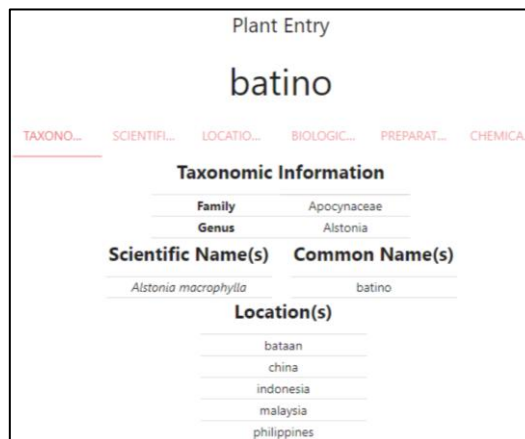 Plant Entry
batino
TAXONO... SCIENTIFI... LOCATIO... BIOLOGIC... PREPARAT... CHEMICA
Taxonomic Information
Family Apocynaceae
Genus Alstonia
Scientific Name(s) Common Name(s)
Alstonia macrophylla batino
Location(s)
bataan
china
indonesia
malaysia
philippines